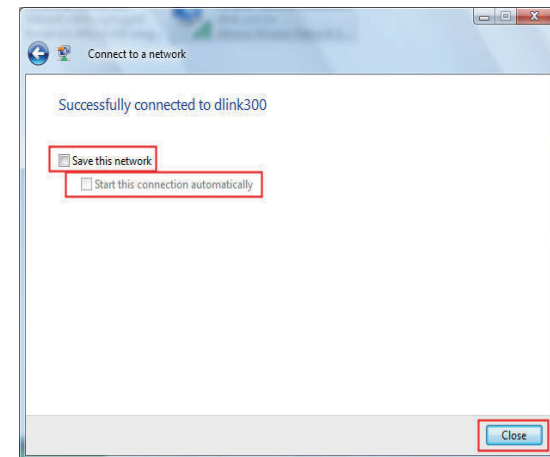 Connect to a network
Successfully connected to dlink300
Save this network
Start this connection automatically
Close